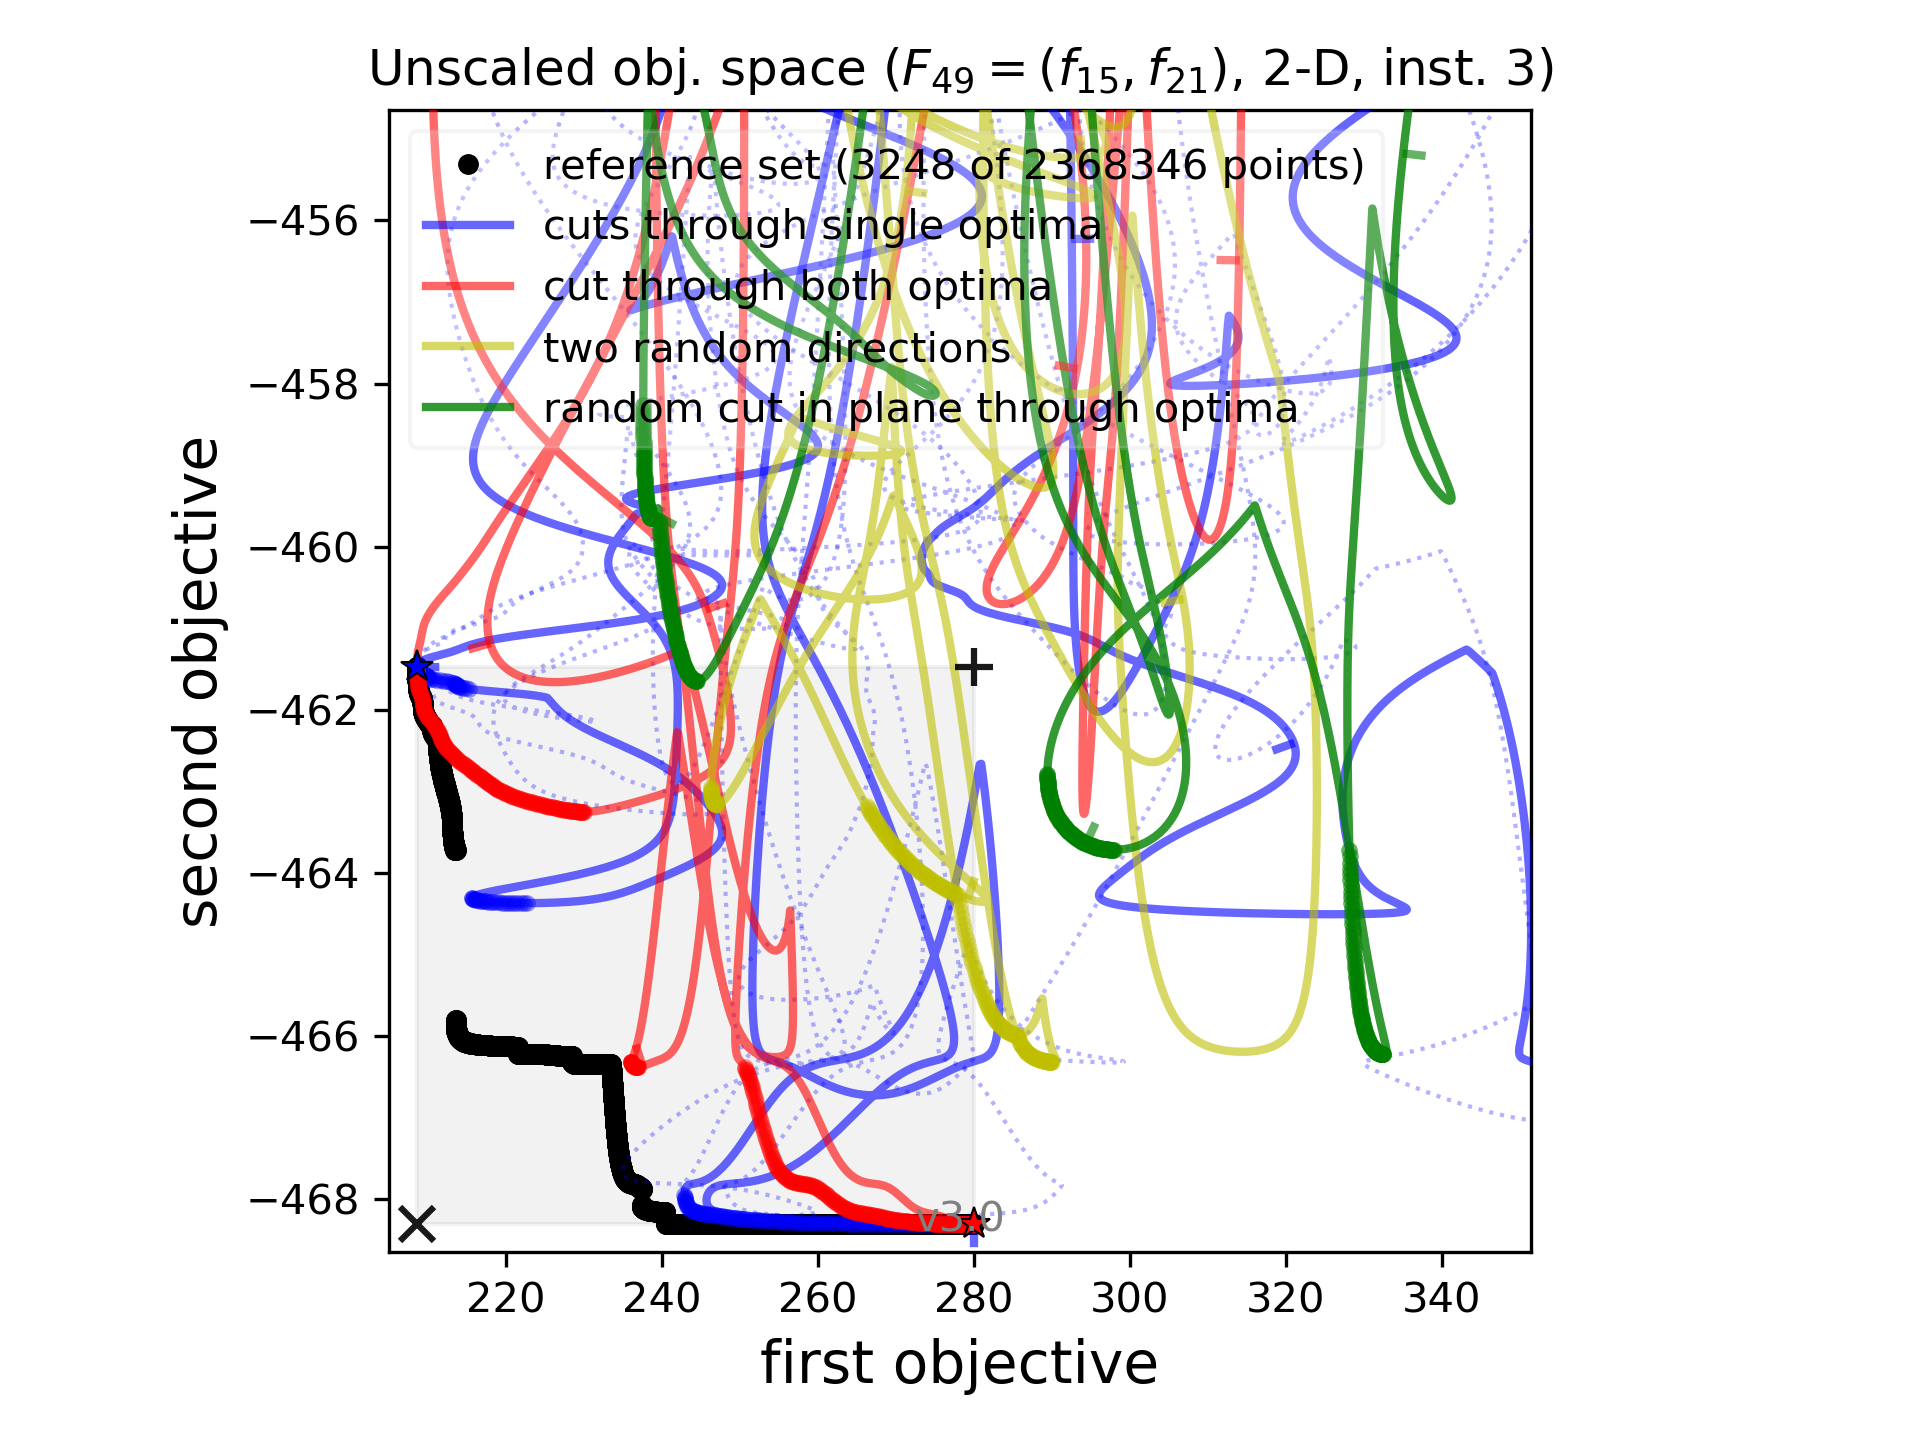 Unscaled obj. space (F₄₉ = (f₁₅, f₂₁), 2-D, inst. 3)
reference set (3248 of 2368346 points)
cuts through single optima
cut through both optima
two random directions
random cut in plane through optima
second objective
−456
−458
−460
−462
−464
−466
−468
v3.0
220 240 260 280 300 320 340
first objective